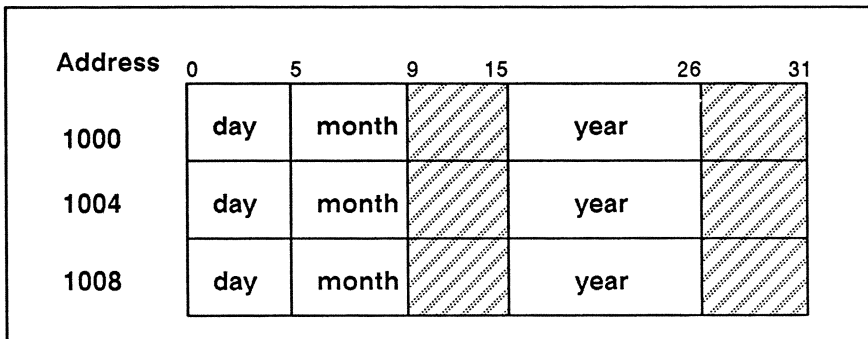 Address 0 5 9 15 26 31
1000 day month year
1004 day month year
1008 day month year